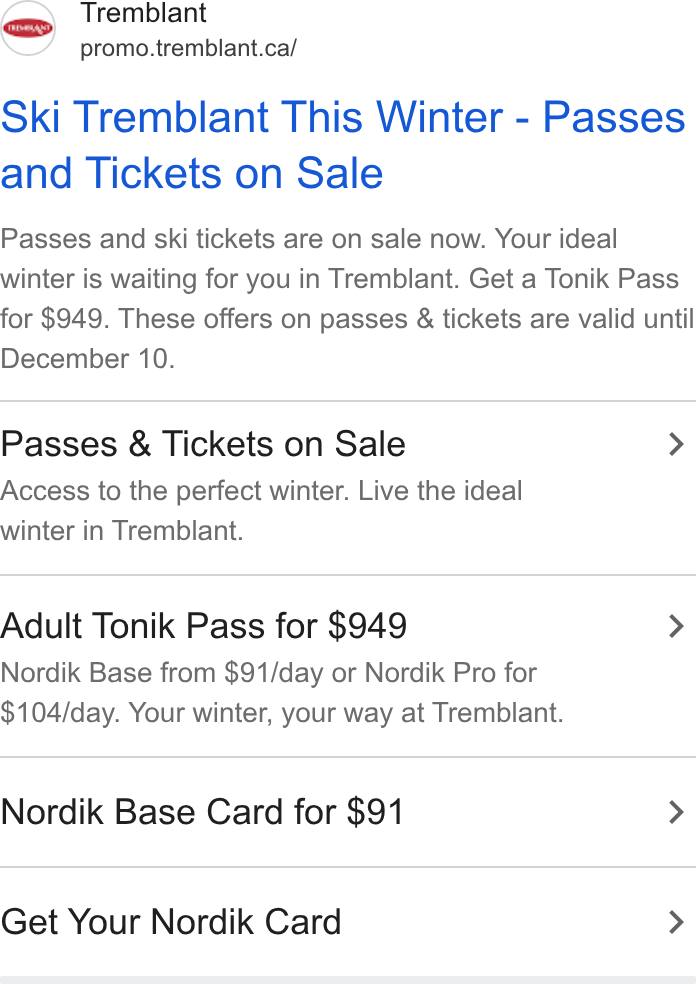 TREMBLANT
Tremblant
promo.tremblant.ca/
Ski Tremblant This Winter - Passes
and Tickets on Sale
Passes and ski tickets are on sale now. Your ideal
winter is waiting for you in Tremblant. Get a Tonik Pass
for $949. These offers on passes & tickets are valid until
December 10.
Passes & Tickets on Sale
Access to the perfect winter. Live the ideal
winter in Tremblant.
Adult Tonik Pass for $949
Nordik Base from $91/day or Nordik Pro for
$104/day. Your winter, your way at Tremblant.
Nordik Base Card for $91
Get Your Nordik Card